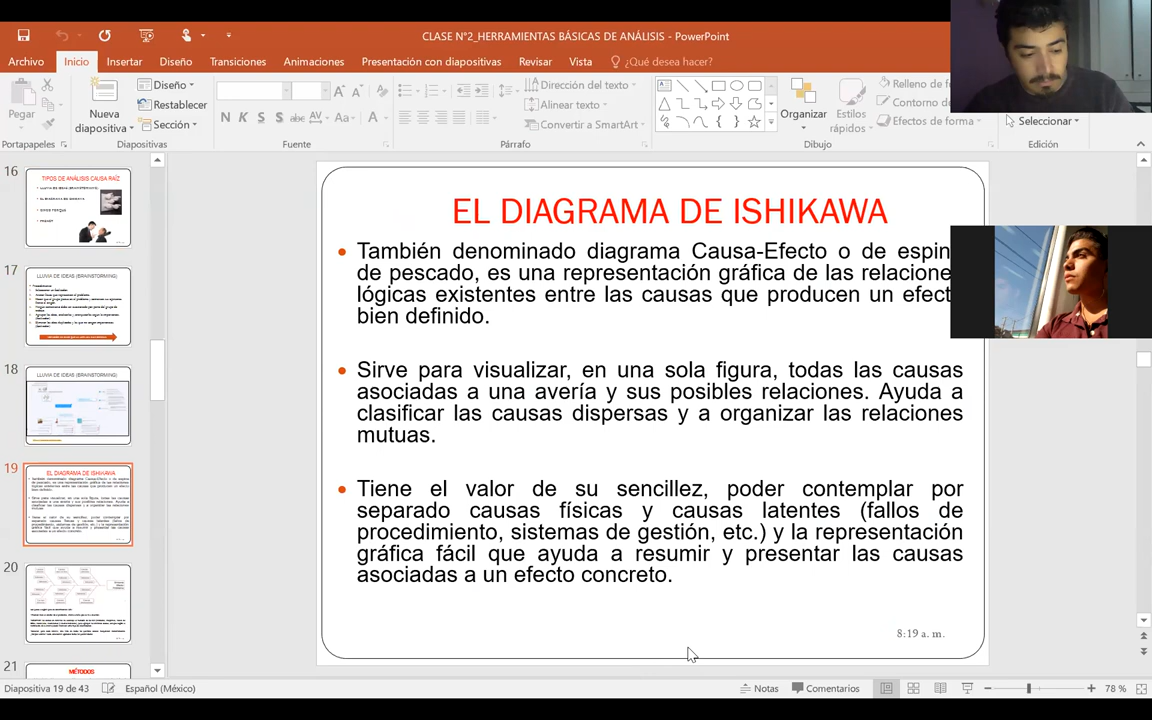 CLASE N°2_HERRAMIENTAS BÁSICAS DE ANÁLISIS - PowerPoint
Archivo
Inicio
Insertar
Diseño
Transiciones
Animaciones
Presentación con diapositivas
Revisar
Vista
¿Qué desea hacer?
Pegar
Nueva
diapositiva
Diseño
Restablecer
Sección
N K S S abc AV Aa A
Dirección del texto
Alinear texto
Convertir a SmartArt
Organizar
Estilos
rápidos
Relleno de
Contorno de
Efectos de forma
Seleccionar
Portapapeles
Diapositivas
Fuente
Párrafo
Dibujo
Edición
16
TIPOS DE ANÁLISIS CAUSA RAÍZ
17
LLUVIA DE IDEAS (BRAINSTORMING)
18
LLUVIA DE IDEAS (BRAINSTORMING)
19
EL DIAGRAMA DE ISHIKAWA
20
21
MÉTODOS
EL DIAGRAMA DE ISHIKAWA
También denominado diagrama Causa-Efecto o de espin
de pescado, es una representación gráfica de las relacione
lógicas existentes entre las causas que producen un efect
bien definido.
Sirve para visualizar, en una sola figura, todas las causas
asociadas a una avería y sus posibles relaciones. Ayuda a
clasificar las causas dispersas y a organizar las relaciones
mutuas.
Tiene el valor de su sencillez, poder contemplar por
separado causas físicas y causas latentes (fallos de
procedimiento, sistemas de gestión, etc.) y la representación
gráfica fácil que ayuda a resumir y presentar las causas
asociadas a un efecto concreto.
8:19 a. m.
Diapositiva 19 de 43
Español (México)
Notas
Comentarios
78 %